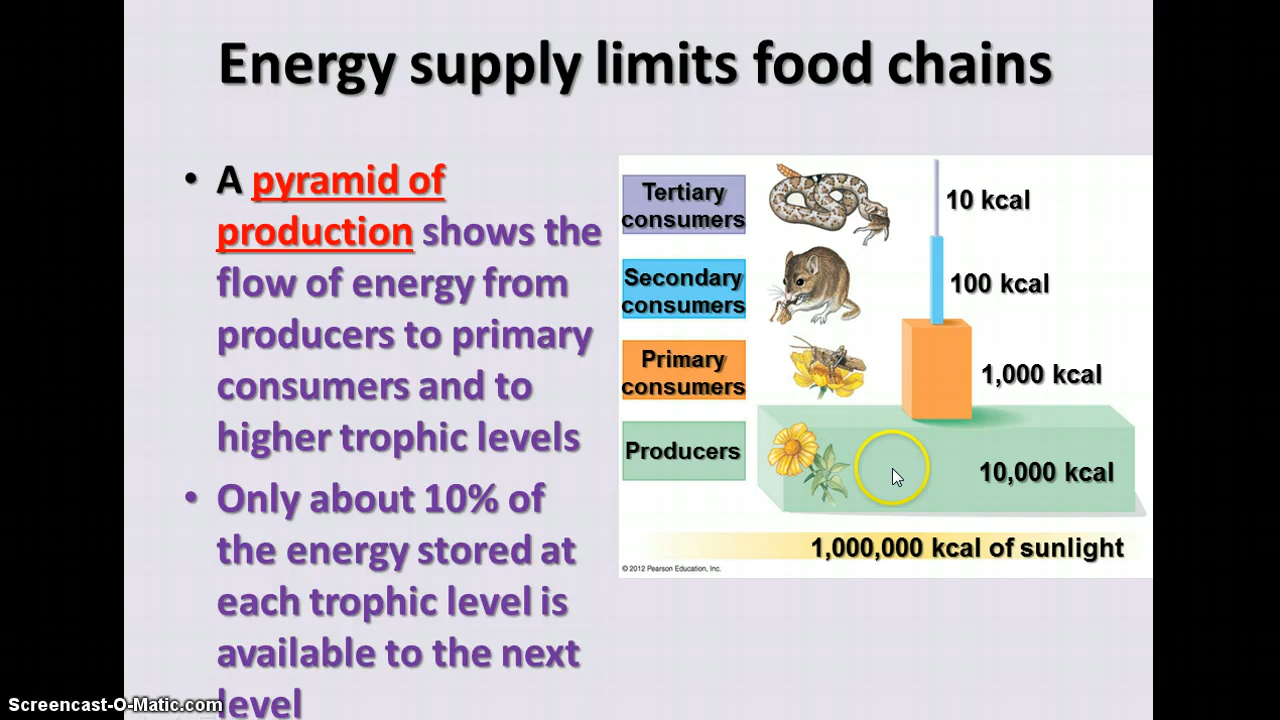 Energy supply limits food chains
• A pyramid of
production shows the
flow of energy from
producers to primary
consumers and to
higher trophic levels
• Only about 10% of
the energy stored at
each trophic level is
available to the next
level
Tertiary
consumers
10 kcal
Secondary
consumers
100 kcal
Primary
consumers
1,000 kcal
Producers
10,000 kcal
1,000,000 kcal of sunlight
© 2012 Pearson Education, Inc.
Screencast-O-Matic.com